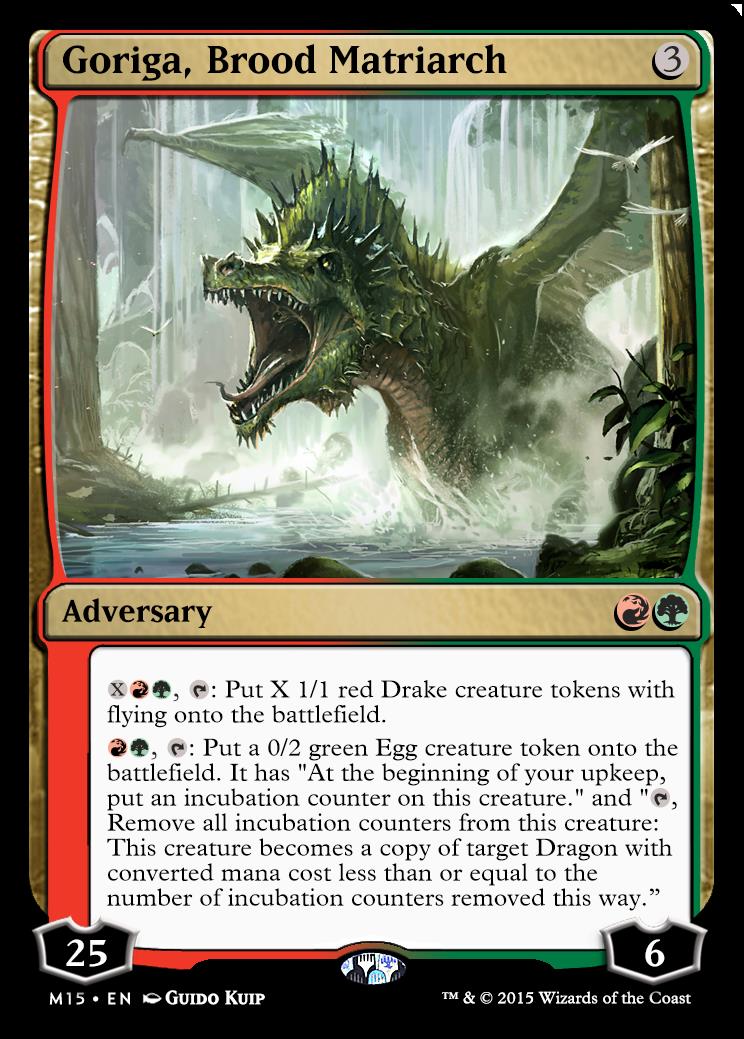 Goriga, Brood Matriarch 3
Adversary
X, : Put X 1/1 red Drake creature tokens with
flying onto the battlefield.
, : Put a 0/2 green Egg creature token onto the
battlefield. It has "At the beginning of your upkeep,
put an incubation counter on this creature." and ",
Remove all incubation counters from this creature:
This creature becomes a copy of target Dragon with
converted mana cost less than or equal to the
number of incubation counters removed this way.”
25
6
M15 • EN Guido Kuip
™ & © 2015 Wizards of the Coast